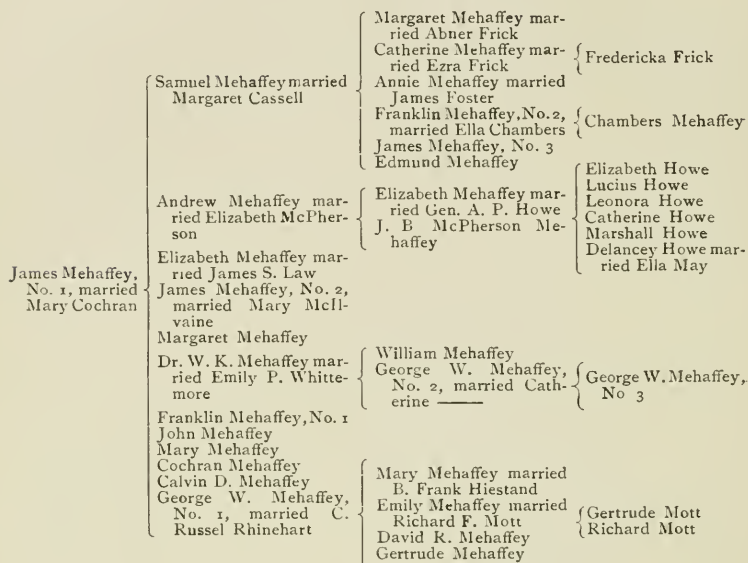 James Mehaffey,
No. 1, married
Mary Cochran
Samuel Mehaffey married
Margaret Cassell
Margaret Mehaffey mar-
ried Abner Frick
Catherine Mehaffey mar-
ried Ezra Frick
Fredericka Frick
Annie Mehaffey married
James Foster
Franklin Mehaffey, No. 2,
married Ella Chambers
Chambers Mehaffey
James Mehaffey, No. 3
Edmund Mehaffey
Andrew Mehaffey mar-
ried Elizabeth McPher-
son
Elizabeth Mehaffey mar-
ried Gen. A. P. Howe
Elizabeth Howe
Lucius Howe
Leonora Howe
Catherine Howe
Marshall Howe
Delancey Howe mar-
ried Ella May
J. B McPherson Me-
haffey
Elizabeth Mehaffey mar-
ried James S. Law
James Mehaffey, No. 2,
married Mary McIl-
vaine
Margaret Mehaffey
Dr. W. K. Mehaffey mar-
ried Emily P. Whitte-
more
William Mehaffey
George W. Mehaffey,
No. 2, married Cath-
erine ——
George W. Mehaffey,
No 3
Franklin Mehaffey, No. 1
John Mehaffey
Mary Mehaffey
Cochran Mehaffey
Calvin D. Mehaffey
George W. Mehaffey,
No. 1, married C.
Russel Rhinehart
Mary Mehaffey married
B. Frank Hiestand
Emily Mehaffey married
Richard F. Mott
Gertrude Mott
Richard Mott
David R. Mehaffey
Gertrude Mehaffey